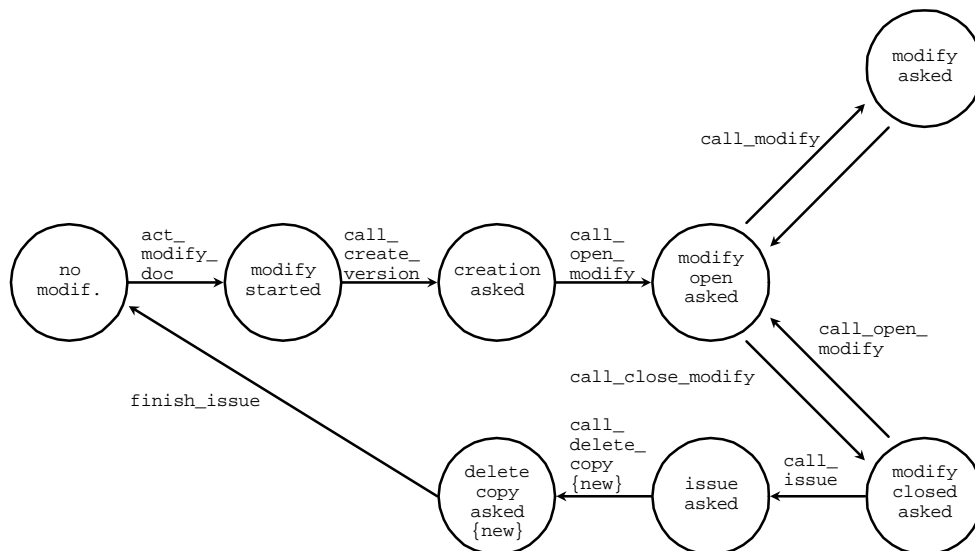 modify
asked
call_modify
act_
modify_
doc
call_
create_
version
call_
open_
modify
no
modif.
modify
started
creation
asked
modify
open
asked
call_open_
modify
call_close_modify
finish_issue
call_
delete_
copy
{new}
call_
issue
delete
copy
asked
{new}
issue
asked
modify
closed
asked